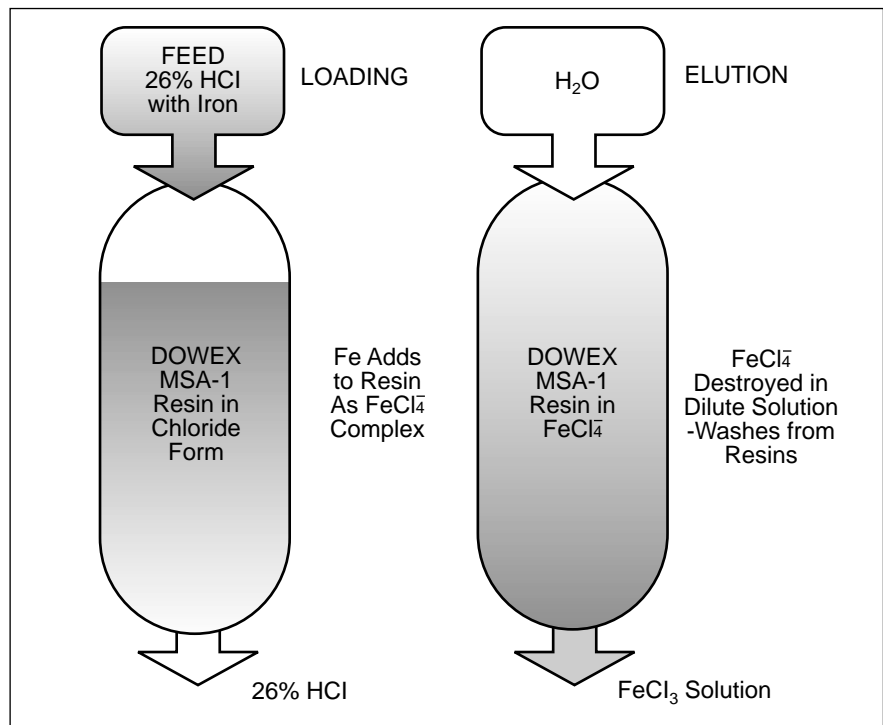 FEED
26% HCl
with Iron
LOADING
DOWEX
MSA-1
Resin in
Chloride
Form
Fe Adds
to Resin
As FeCl₄⁻
Complex
26% HCl
H₂O
ELUTION
DOWEX
MSA-1
Resin in
FeCl₄⁻
FeCl₄⁻
Destroyed in
Dilute Solution
-Washes from
Resins
FeCl₃ Solution